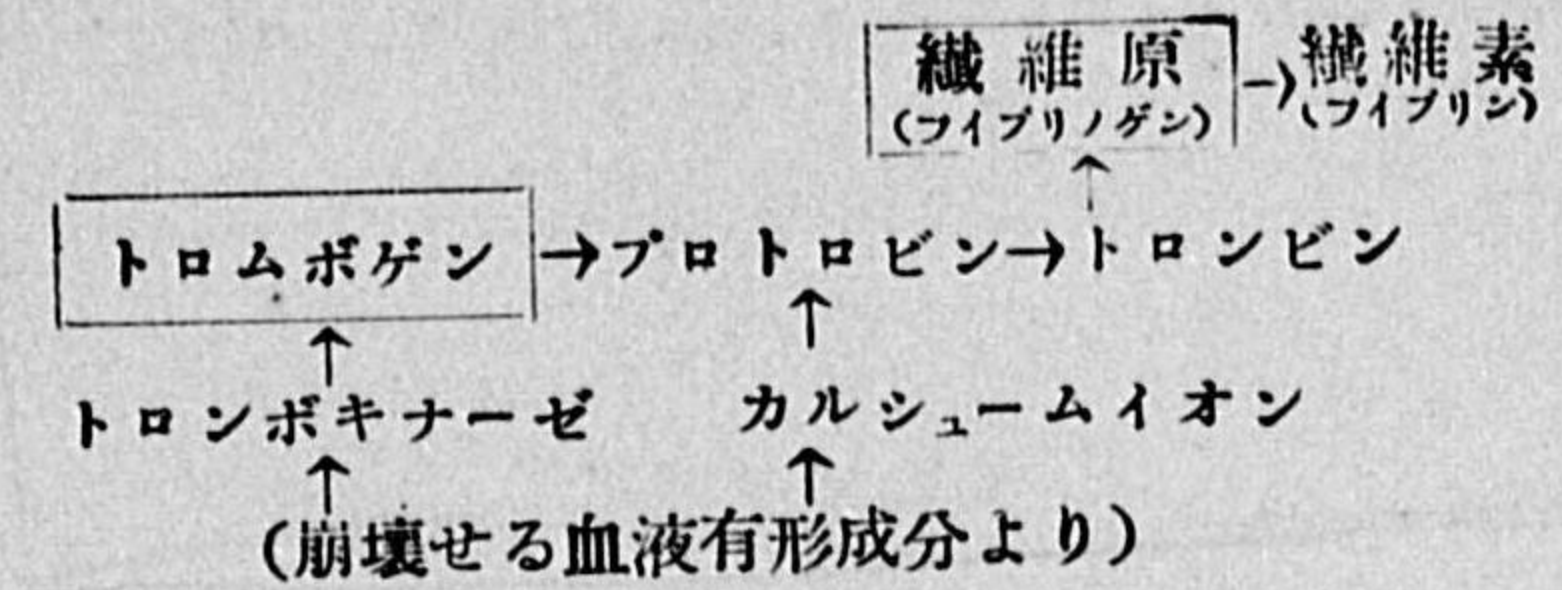 纎維原→纎維素
(フイブリノゲン) (フイブリン)
↑
トロムボゲン→プロトロビン→トロンビン
↑ ↑
トロンボキナーゼ カルシュームイオン
↑ ↑
(崩壞せる血液有形成分より)